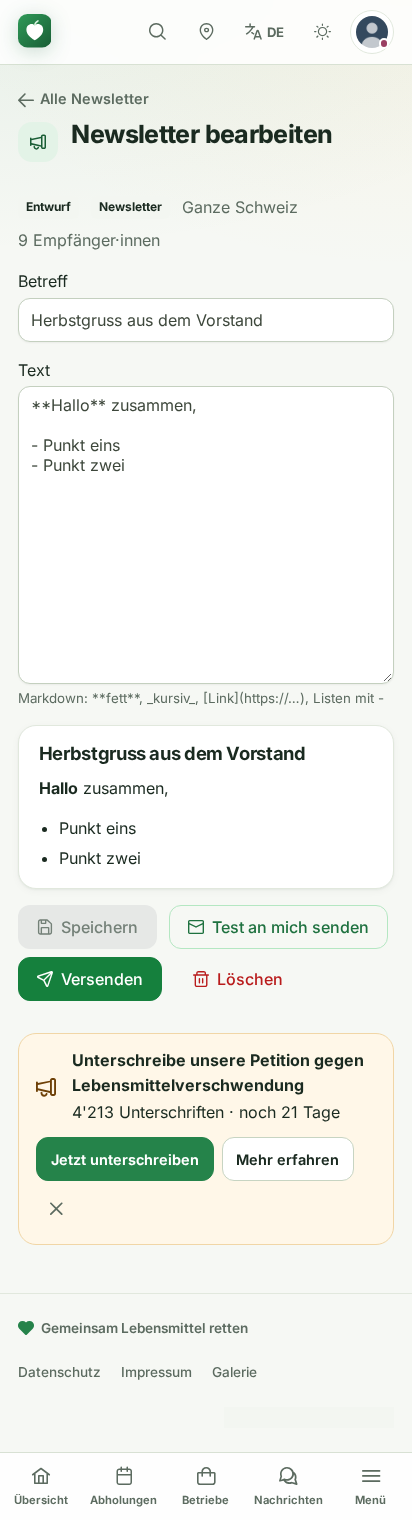 DE
Alle Newsletter
Newsletter bearbeiten
Entwurf Newsletter Ganze Schweiz
9 Empfänger·innen
Betreff
Herbstgruss aus dem Vorstand
Text
**Hallo** zusammen,
- Punkt eins
- Punkt zwei
Markdown: **fett**, _kursiv_, [Link](https://…), Listen mit -
Herbstgruss aus dem Vorstand
Hallo zusammen,
• Punkt eins
• Punkt zwei
Speichern Test an mich senden
Versenden Löschen
Unterschreibe unsere Petition gegen
Lebensmittelverschwendung
4'213 Unterschriften · noch 21 Tage
Jetzt unterschreiben Mehr erfahren
Gemeinsam Lebensmittel retten
Datenschutz Impressum Galerie
Übersicht Abholungen Betriebe Nachrichten Menü